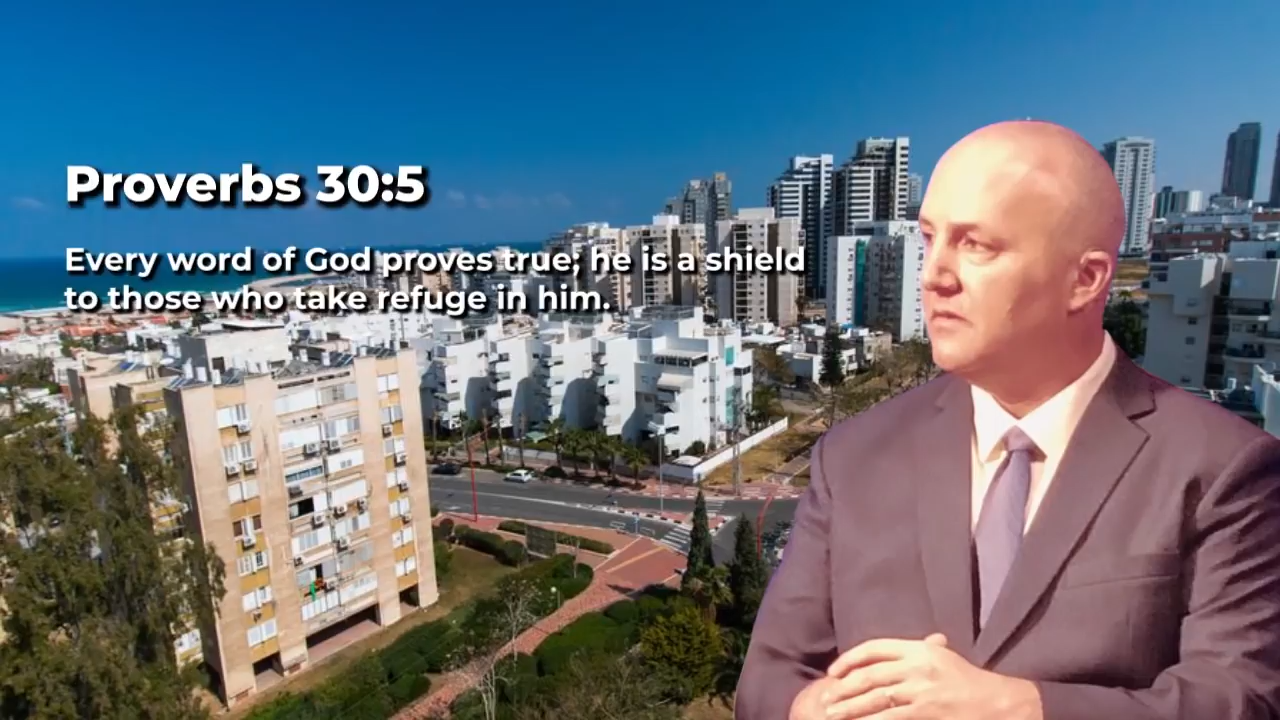 Proverbs 30:5
Every word of God proves true; he is a shield
to those who take refuge in him.